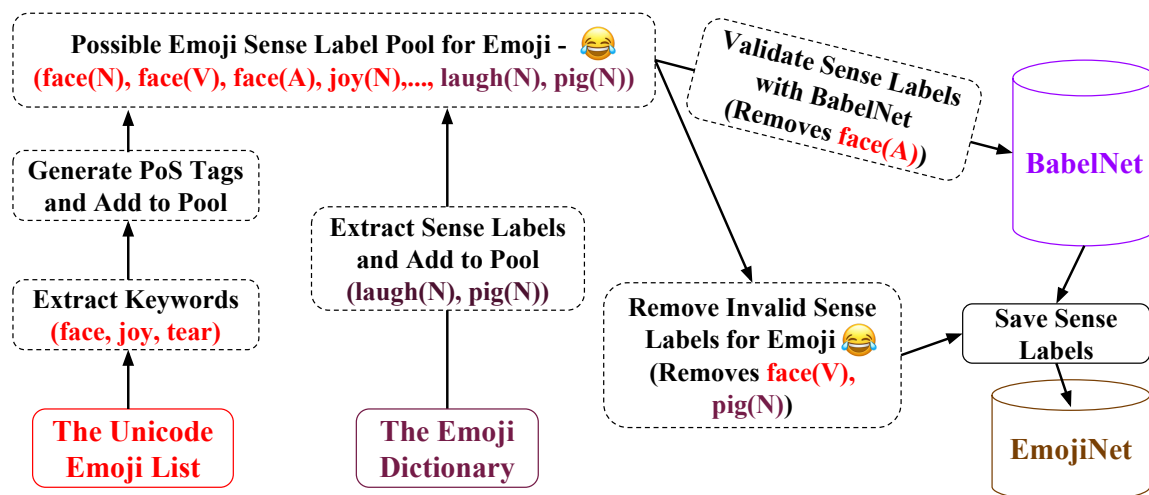 Possible Emoji Sense Label Pool for Emoji - 😂
(face(N), face(V), face(A), joy(N),..., laugh(N), pig(N))
Validate Sense Labels
with BabelNet
(Removes face(A))
BabelNet
Generate PoS Tags
and Add to Pool
Extract Sense Labels
and Add to Pool
(laugh(N), pig(N))
Extract Keywords
(face, joy, tear)
Remove Invalid Sense
Labels for Emoji 😂
(Removes face(V),
pig(N))
Save Sense
Labels
The Unicode
Emoji List
The Emoji
Dictionary
EmojiNet